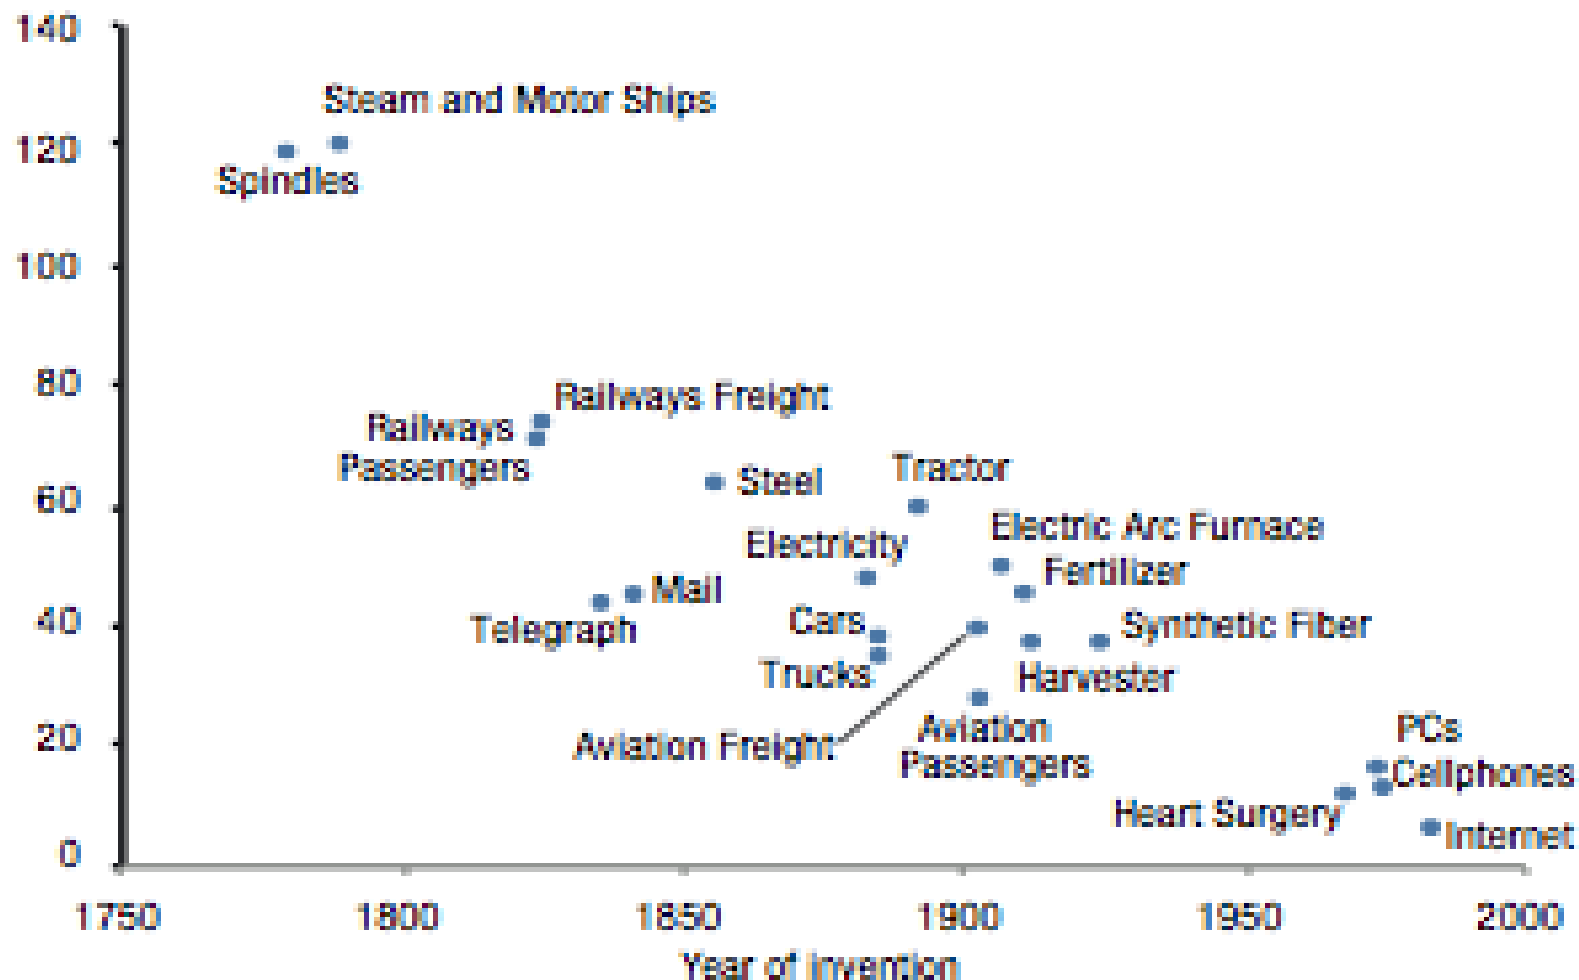 140
Steam and Motor Ships
120
Spindles
100
80
Railways Freight
Railways
Passengers
Steel
Tractor
60
Electric Arc Furnace
Electricity
Fertilizer
Mail
Cars
Synthetic Fiber
40
Telegraph
Trucks
Harvester
Aviation Freight
Aviation
Passengers
20
PCs
Cellphones
Heart Surgery
Internet
0
1750 1800 1850 1900 1950 2000
Year of invention